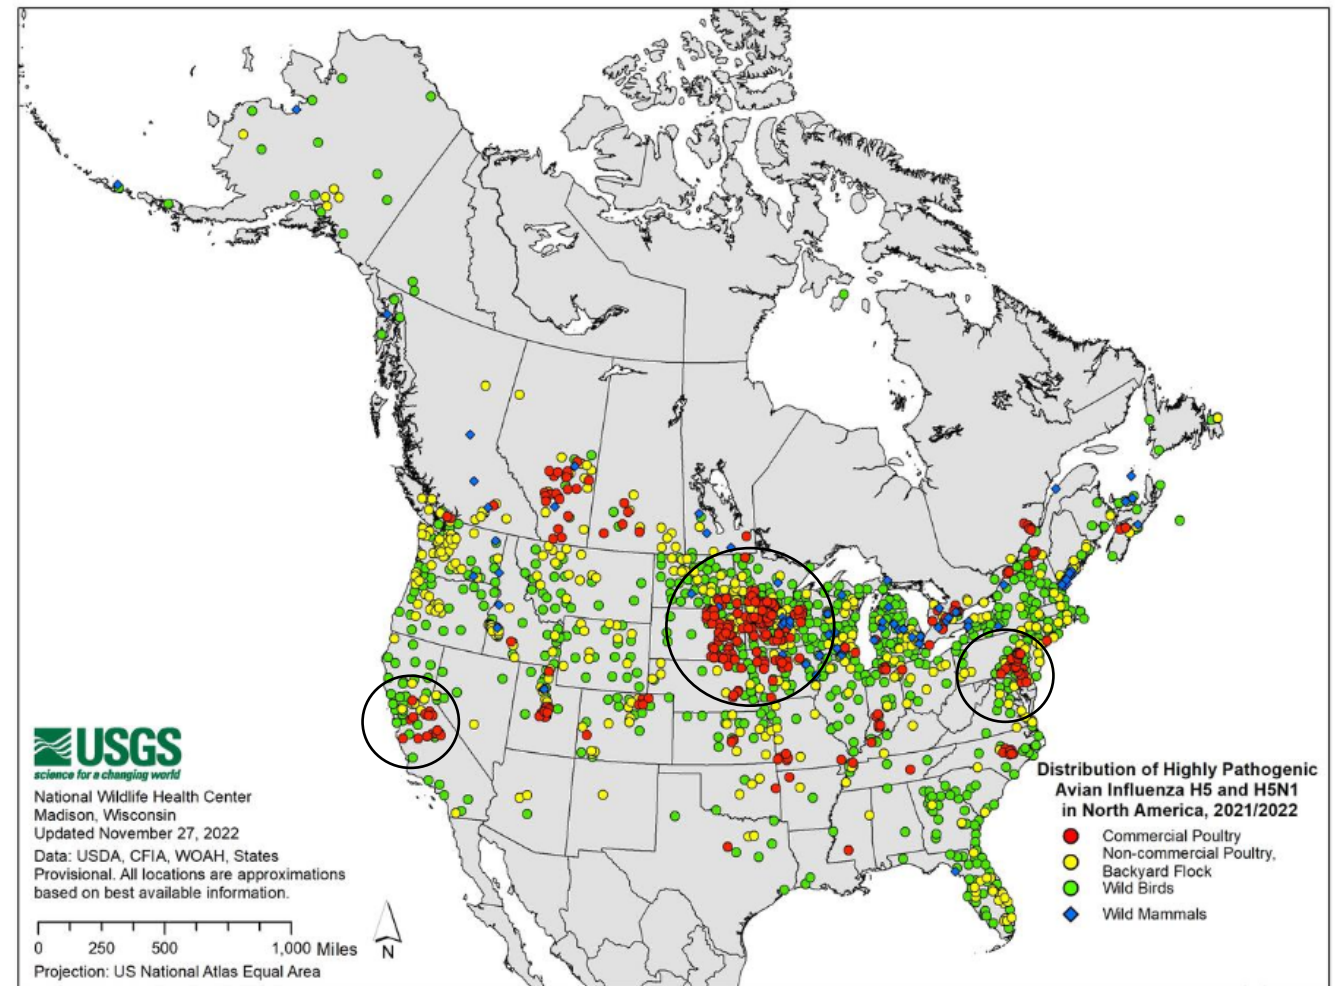 USGS
science for a changing world
National Wildlife Health Center
Madison, Wisconsin
Updated November 27, 2022
Data: USDA, CFIA, WOAH, States
Provisional. All locations are approximations
based on best available information.
0 250 500 1,000 Miles
N
Projection: US National Atlas Equal Area
Distribution of Highly Pathogenic
Avian Influenza H5 and H5N1
in North America, 2021/2022
Commercial Poultry
Non-commercial Poultry,
Backyard Flock
Wild Birds
Wild Mammals